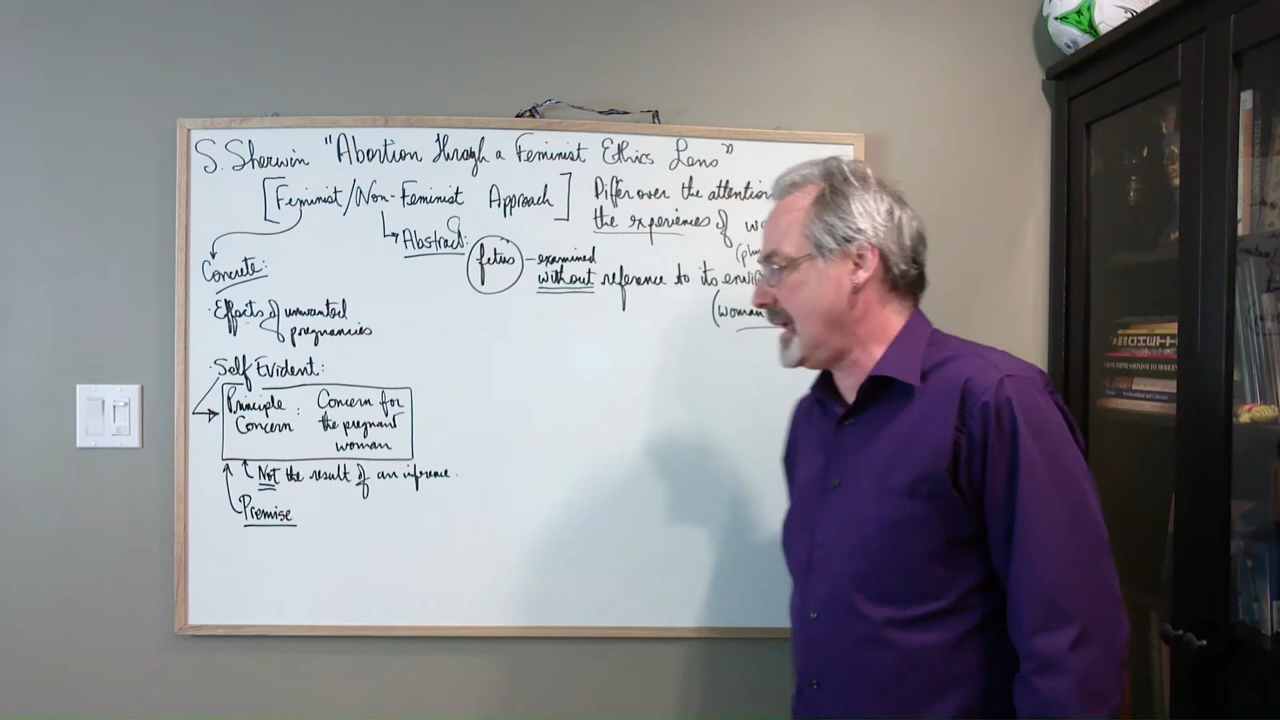 S. Sherwin "Abortion through a Feminist Ethics Lens"
[Feminist/Non-Feminist Approach]
Differ over the attention
the experiences of
Abstract:
fetus - examined
without reference to its
(woman
Concrete:
· Effects of unwanted
pregnancies
· Self Evident:
Principle Concern : Concern for
the pregnant
woman
Not the result of an inference.
Premise